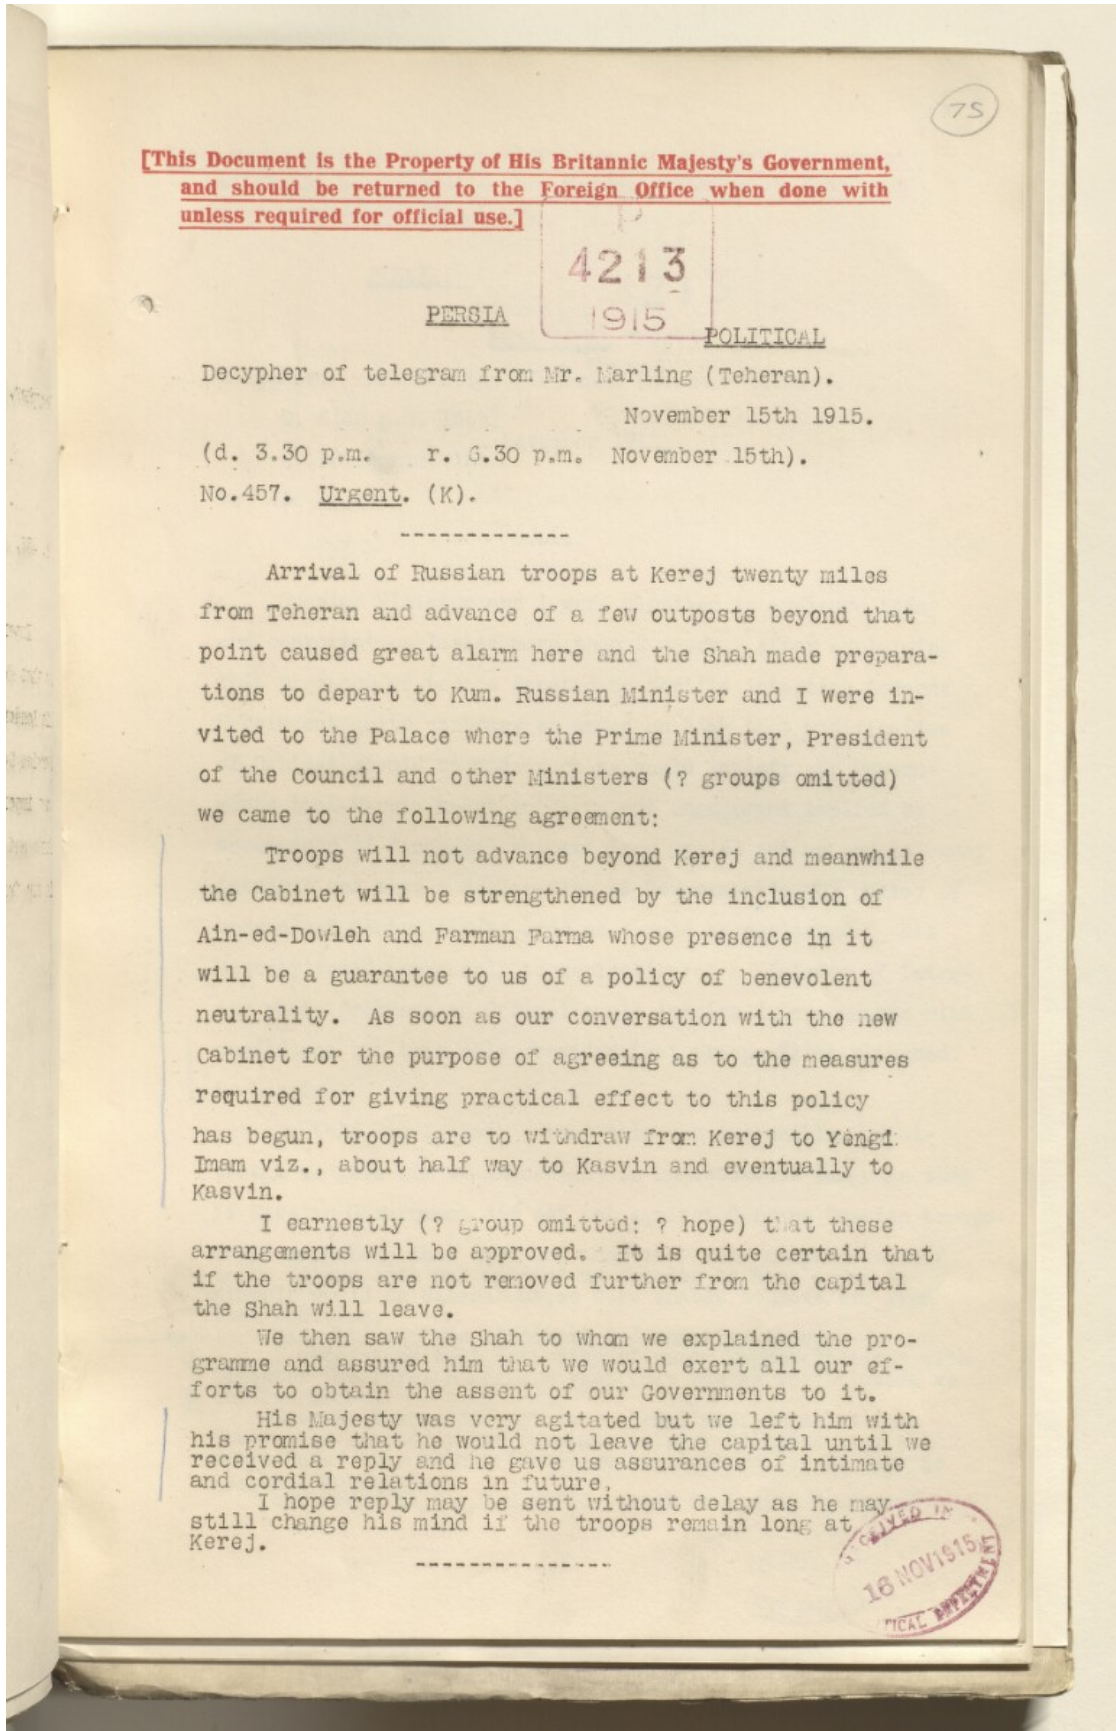 75
[This Document is the Property of His Britannic Majesty's Government,
and should be returned to the Foreign Office when done with
unless required for official use.]
P
4213
1915
PERSIA
POLITICAL
Decypher of telegram from Mr. Marling (Teheran).
November 15th 1915.
(d. 3.30 p.m. r. 6.30 p.m. November 15th).
No.457. Urgent. (K).
-------------
Arrival of Russian troops at Kerej twenty miles
from Teheran and advance of a few outposts beyond that
point caused great alarm here and the Shah made prepara-
tions to depart to Kum. Russian Minister and I were in-
vited to the Palace where the Prime Minister, President
of the Council and other Ministers (? groups omitted)
we came to the following agreement:
Troops will not advance beyond Kerej and meanwhile
the Cabinet will be strengthened by the inclusion of
Ain-ed-Dowleh and Farman Farma whose presence in it
will be a guarantee to us of a policy of benevolent
neutrality. As soon as our conversation with the new
Cabinet for the purpose of agreeing as to the measures
required for giving practical effect to this policy
has begun, troops are to withdraw from Kerej to Yengi
Imam viz., about half way to Kasvin and eventually to
Kasvin.
I earnestly (? group omitted: ? hope) that these
arrangements will be approved. It is quite certain that
if the troops are not removed further from the capital
the Shah will leave.
We then saw the Shah to whom we explained the pro-
gramme and assured him that we would exert all our ef-
forts to obtain the assent of our Governments to it.
His Majesty was very agitated but we left him with
his promise that he would not leave the capital until we
received a reply and he gave us assurances of intimate
and cordial relations in future.
I hope reply may be sent without delay as he may
still change his mind if the troops remain long at
Kerej.
---------------
RECEIVED IN
16 NOV 1915
POLITICAL DEPARTMENT